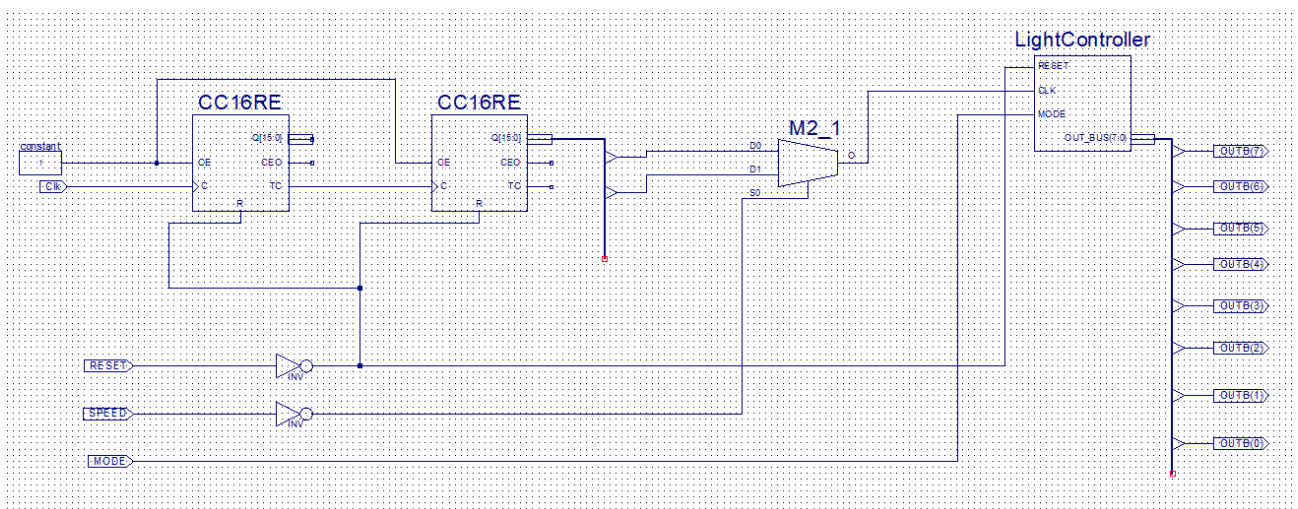 LightController
RESET
CLK
MODE
OUT_BUS(7:0)
CC16RE
Q[15:0]
CE
CEO
C
TC
R
CC16RE
Q[15:0]
CE
CEO
C
TC
R
constant
1
Clk
M2_1
D0
D1
S0
O
OUTB(7)
OUTB(6)
OUTB(5)
OUTB(4)
OUTB(3)
OUTB(2)
OUTB(1)
OUTB(0)
RESET
INV
SPEED
INV
MODE